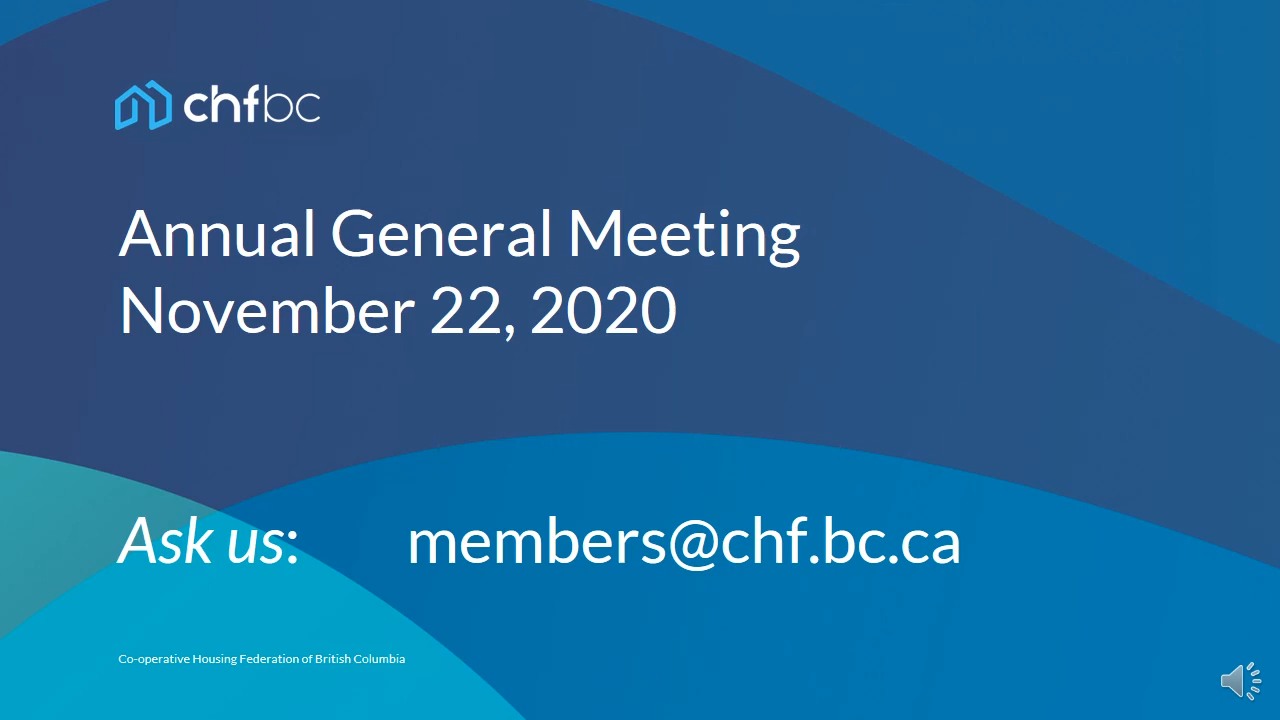 chfbc
Annual General Meeting
November 22, 2020
Ask us: members@chf.bc.ca
Co-operative Housing Federation of British Columbia